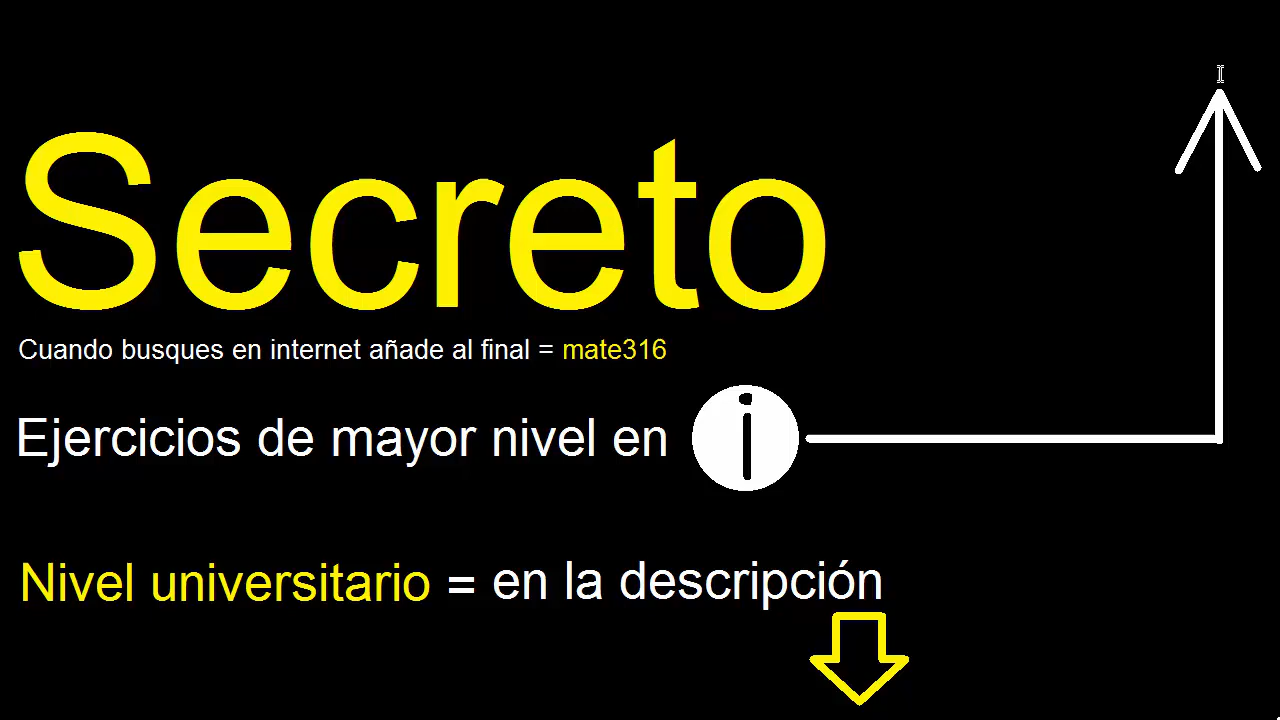 Secreto
Cuando busques en internet añade al final = mate316
Ejercicios de mayor nivel en i
Nivel universitario = en la descripción